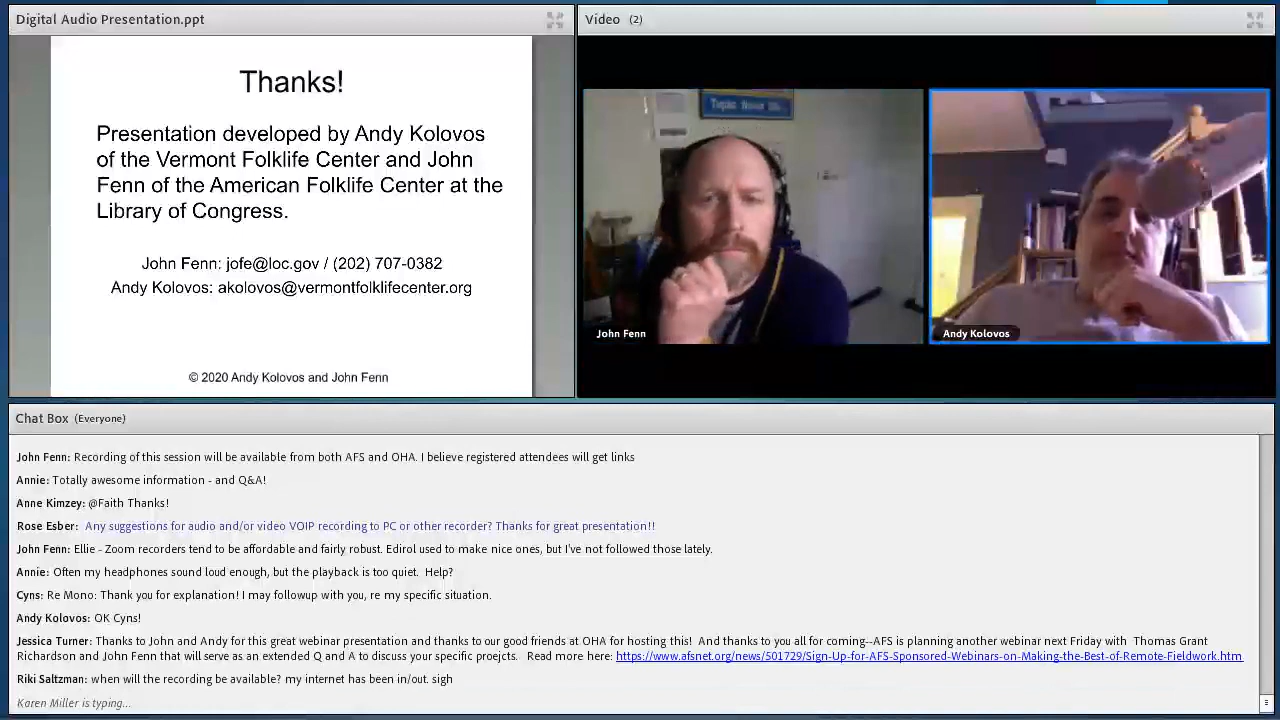 Digital Audio Presentation.ppt
Thanks!
Presentation developed by Andy Kolovos
of the Vermont Folklife Center and John
Fenn of the American Folklife Center at the
Library of Congress.
John Fenn: jofe@loc.gov / (202) 707-0382
Andy Kolovos: akolovos@vermontfolklifecenter.org
© 2020 Andy Kolovos and John Fenn
Vídeo (2)
John Fenn
Andy Kolovos
Chat Box (Everyone)
John Fenn: Recording of this session will be available from both AFS and OHA. I believe registered attendees will get links
Annie: Totally awesome information - and Q&A!
Anne Kimzey: @Faith Thanks!
Rose Esber: Any suggestions for audio and/or video VOIP recording to PC or other recorder? Thanks for great presentation!!
John Fenn: Ellie - Zoom recorders tend to be affordable and fairly robust. Edirol used to make nice ones, but I've not followed those lately.
Annie: Often my headphones sound loud enough, but the playback is too quiet. Help?
Cyns: Re Mono: Thank you for explanation! I may followup with you, re my specific situation.
Andy Kolovos: OK Cyns!
Jessica Turner: Thanks to John and Andy for this great webinar presentation and thanks to our good friends at OHA for hosting this! And thanks to you all for coming--AFS is planning another webinar next Friday with Thomas Grant
Richardson and John Fenn that will serve as an extended Q and A to discuss your specific proejcts. Read more here: https://www.afsnet.org/news/501729/Sign-Up-for-AFS-Sponsored-Webinars-on-Making-the-Best-of-Remote-Fieldwork.htm
Riki Saltzman: when will the recording be available? my internet has been in/out. sigh
Karen Miller is typing...